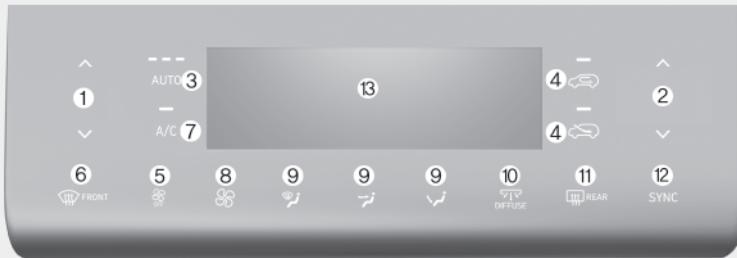 AUTO ③ ⑬ ④
① ②
A/C ⑦ ④
⑥ ⑤ ⑧ ⑨ ⑨ ⑨ ⑩ ⑪ ⑫
FRONT OFF DIFFUSE REAR SYNC